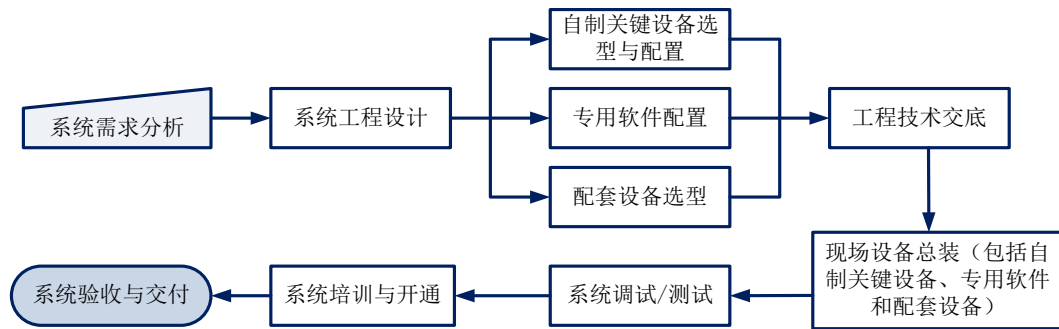 自制关键设备选
型与配置
系统需求分析
系统工程设计
专用软件配置
工程技术交底
配套设备选型
现场设备总装（包括自
制关键设备、专用软件
和配套设备）
系统调试/测试
系统培训与开通
系统验收与交付